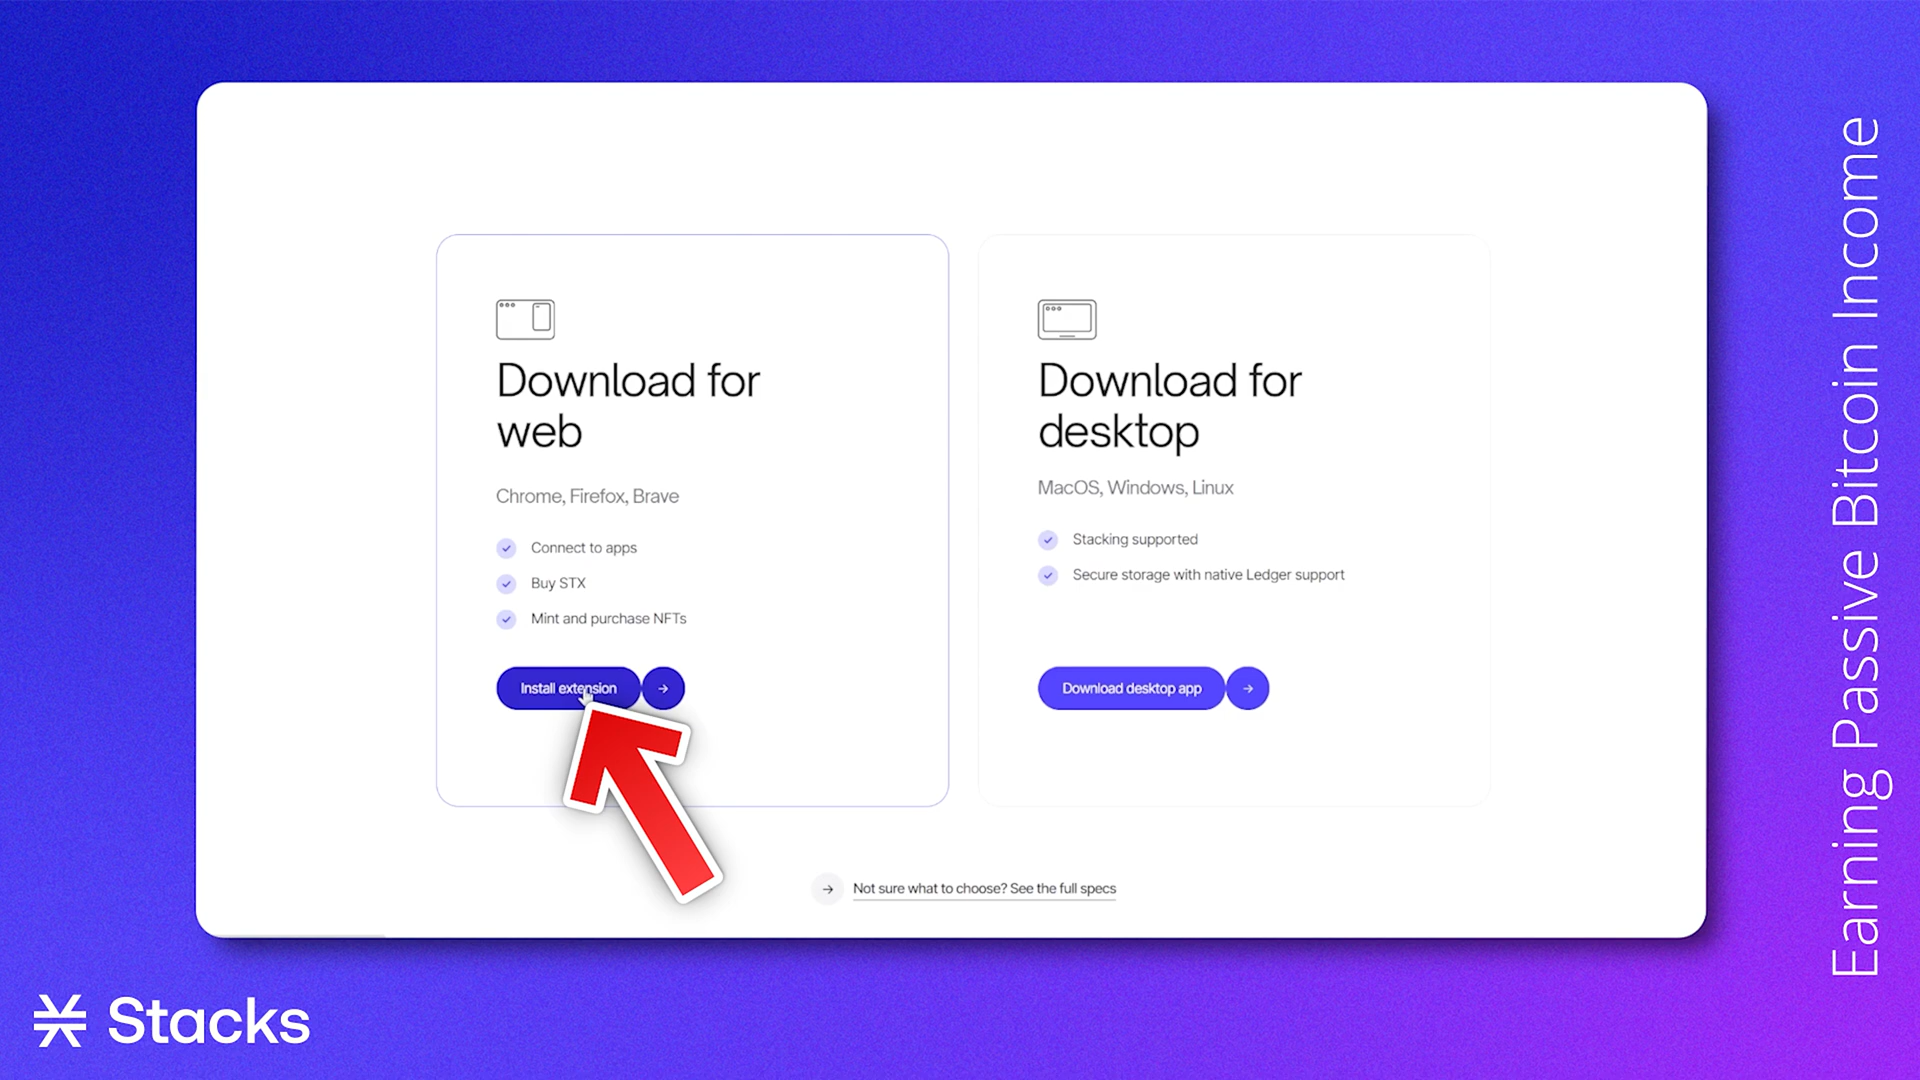 Download for
web
Chrome, Firefox, Brave
Connect to apps
Buy STX
Mint and purchase NFTs
Install extension
Download for
desktop
MacOS, Windows, Linux
Stacking supported
Secure storage with native Ledger support
Download desktop app
Not sure what to choose? See the full specs
Earning Passive Bitcoin Income
Stacks